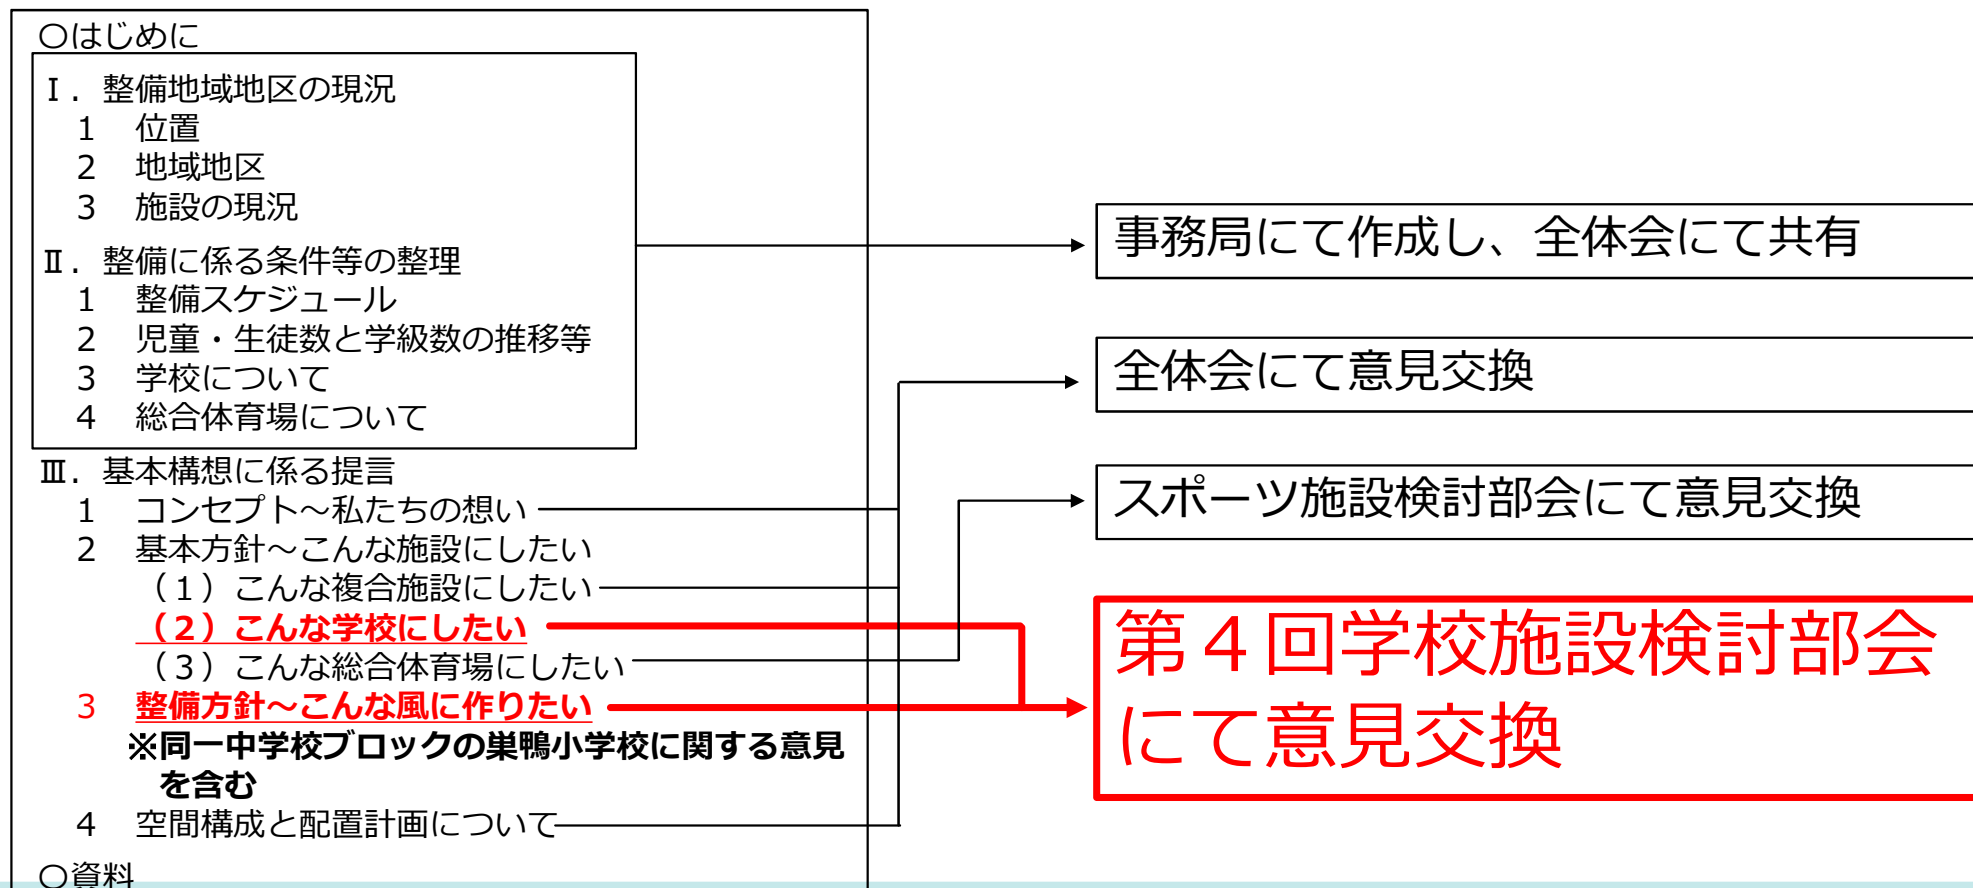 〇はじめに
Ⅰ．整備地域地区の現況
1　位置
2　地域地区
3　施設の現況
Ⅱ．整備に係る条件等の整理
1　整備スケジュール
2　児童・生徒数と学級数の推移等
3　学校について
4　総合体育場について
Ⅲ．基本構想に係る提言
1　コンセプト～私たちの想い
2　基本方針～こんな施設にしたい
（1）こんな複合施設にしたい
（2）こんな学校にしたい
（3）こんな総合体育場にしたい
3　整備方針～こんな風に作りたい
※同一中学校ブロックの巣鴨小学校に関する意見
を含む
4　空間構成と配置計画について
〇資料
事務局にて作成し、全体会にて共有
全体会にて意見交換
スポーツ施設検討部会にて意見交換
第４回学校施設検討部会
にて意見交換